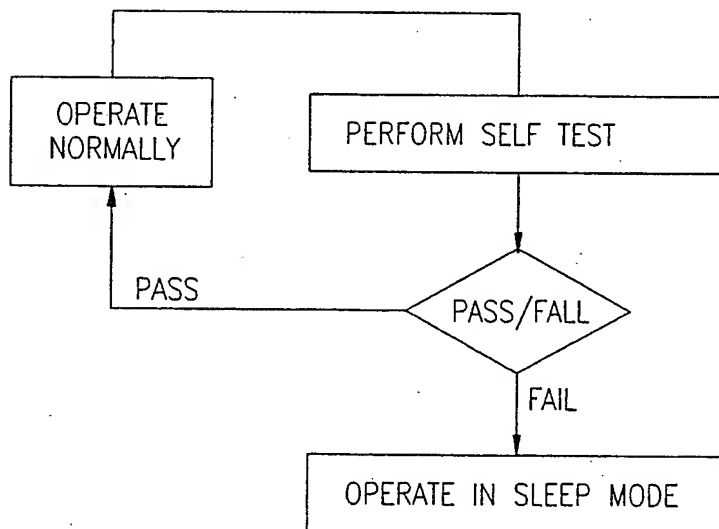 OPERATE
NORMALLY
PERFORM SELF TEST
PASS
PASS/FALL
FAIL
OPERATE IN SLEEP MODE